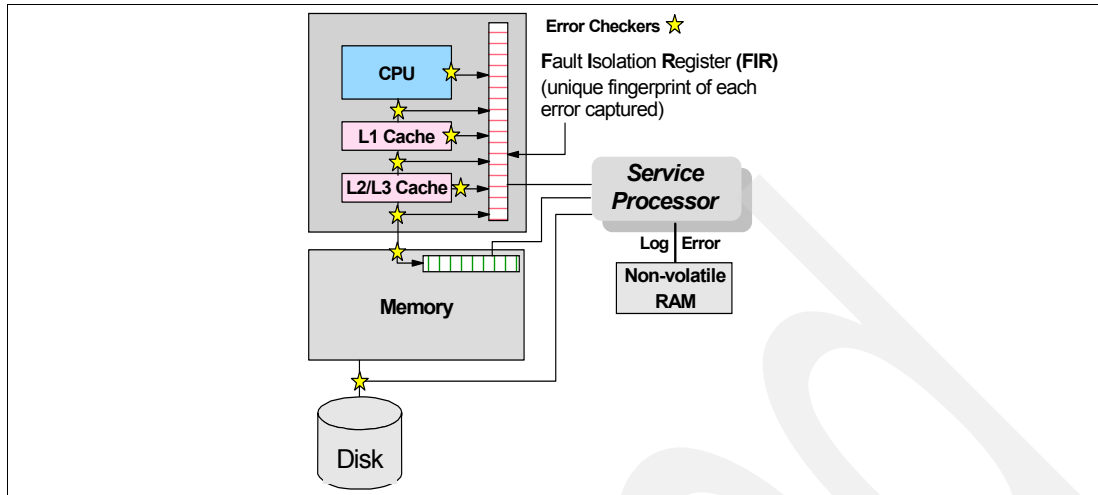 Error Checkers
Fault Isolation Register (FIR)
(unique fingerprint of each
error captured)
CPU
L1 Cache
L2/L3 Cache
Service
Processor
Log Error
Non-volatile
RAM
Memory
Disk